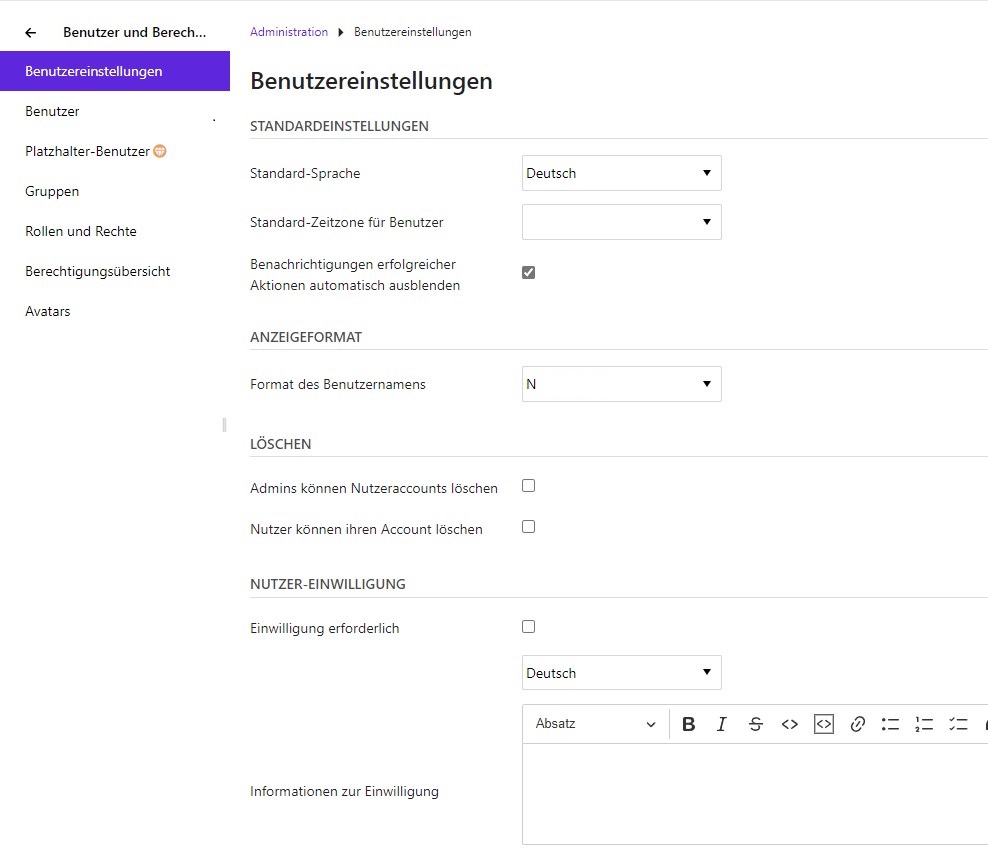 Benutzer und Berech...
Administration Benutzereinstellungen
Benutzereinstellungen
Benutzer
Platzhalter-Benutzer
Gruppen
Rollen und Rechte
Berechtigungsübersicht
Avatars
Benutzereinstellungen
STANDARDEINSTELLUNGEN
Standard-Sprache
Deutsch
Standard-Zeitzone für Benutzer
Benachrichtigungen erfolgreicher
Aktionen automatisch ausblenden
ANZEIGEFORMAT
Format des Benutzernamens
N
LÖSCHEN
Admins können Nutzeraccounts löschen
Nutzer können ihren Account löschen
NUTZER-EINWILLIGUNG
Einwilligung erforderlich
Deutsch
Absatz
Informationen zur Einwilligung